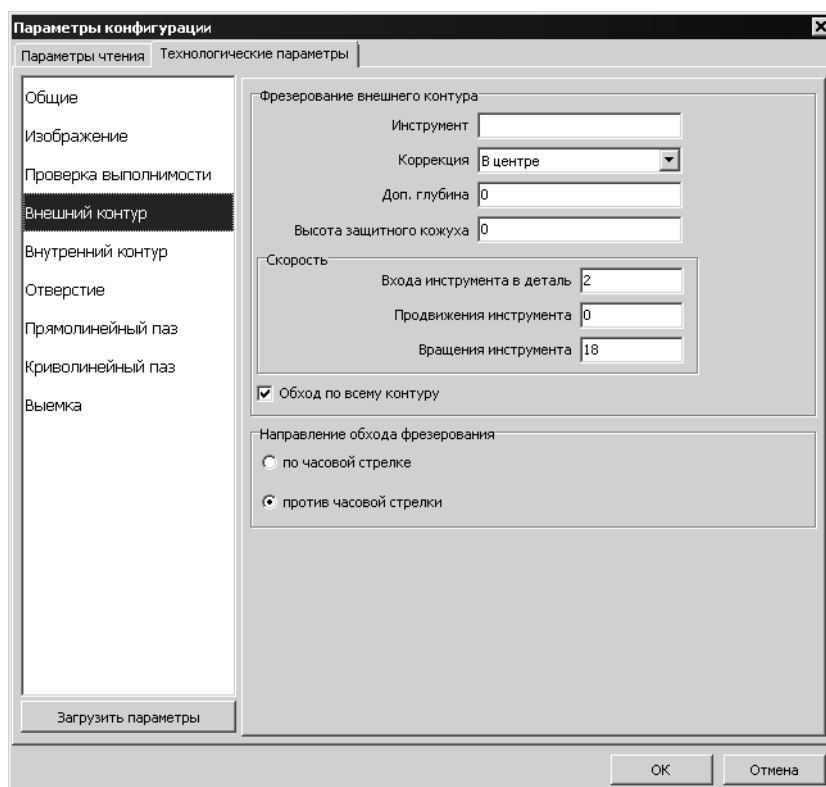 Параметры конфигурации
Параметры чтения Технологические параметры
Общие
Изображение
Проверка выполнимости
Внешний контур
Внутренний контур
Отверстие
Прямолинейный паз
Криволинейный паз
Выемка
Загрузить параметры
Фрезерование внешнего контура
Инструмент
Коррекция В центре
Доп. глубина 0
Высота защитного кожуха 0
Скорость
Входа инструмента в деталь 2
Продвижения инструмента 0
Вращения инструмента 18
Обход по всему контуру
Направление обхода фрезерования
по часовой стрелке
против часовой стрелки
OK Отмена